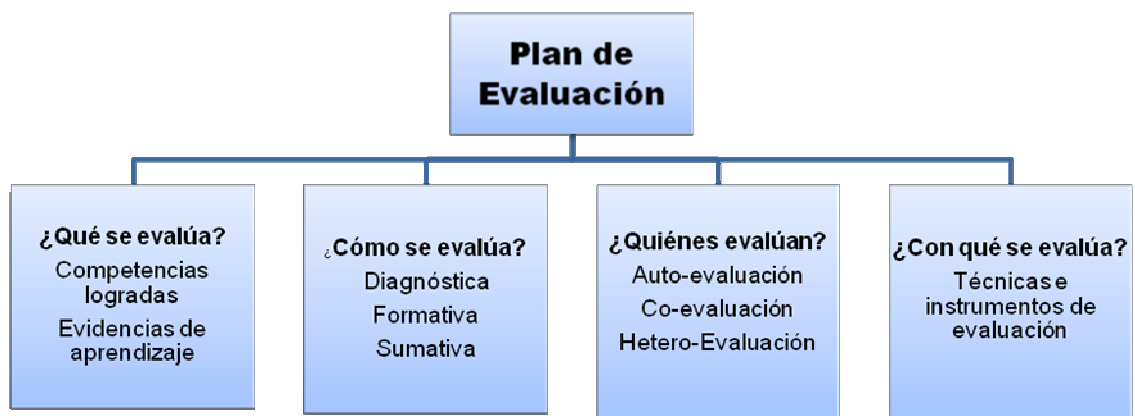 Plan de
Evaluación
¿Qué se evalúa?
Competencias
logradas
Evidencias de
aprendizaje
¿Cómo se evalúa?
Diagnóstica
Formativa
Sumativa
¿Quiénes evalúan?
Auto-evaluación
Co-evaluación
Hetero-Evaluación
¿Con qué se evalúa?
Técnicas e
instrumentos de
evaluación